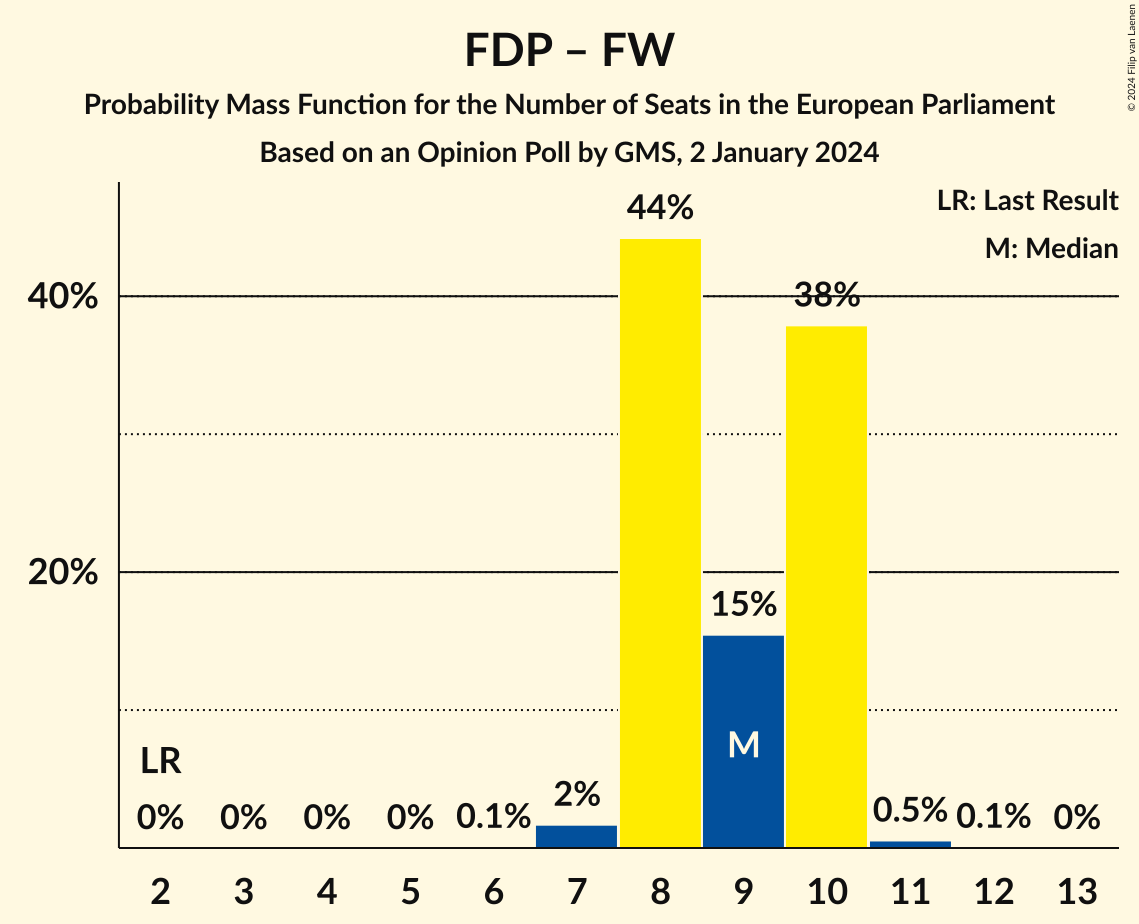 FDP – FW
Probability Mass Function for the Number of Seats in the European Parliament
Based on an Opinion Poll by GMS, 2 January 2024
© 2024 Filip van Laenen
LR: Last Result
M: Median
44%
40%
38%
20%
15%
M
LR
2%
0% 0% 0% 0% 0.1% 0.5% 0.1% 0%
2 3 4 5 6 7 8 9 10 11 12 13